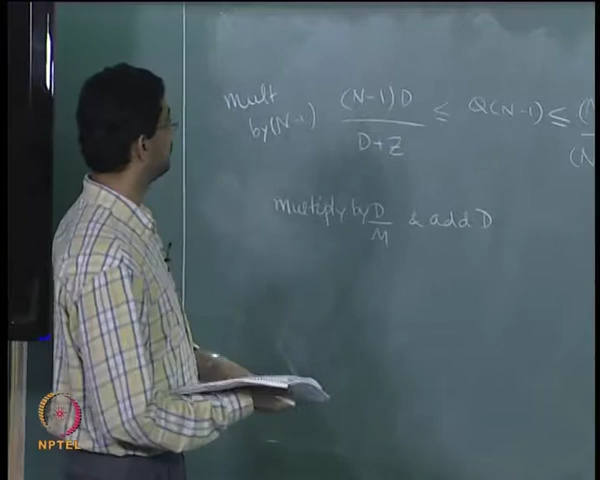 mult (N-1)D ≤ Q(N-1) ≤ (N
by (N-1) D+Z (N
Multiply by D & add D
M
NPTEL